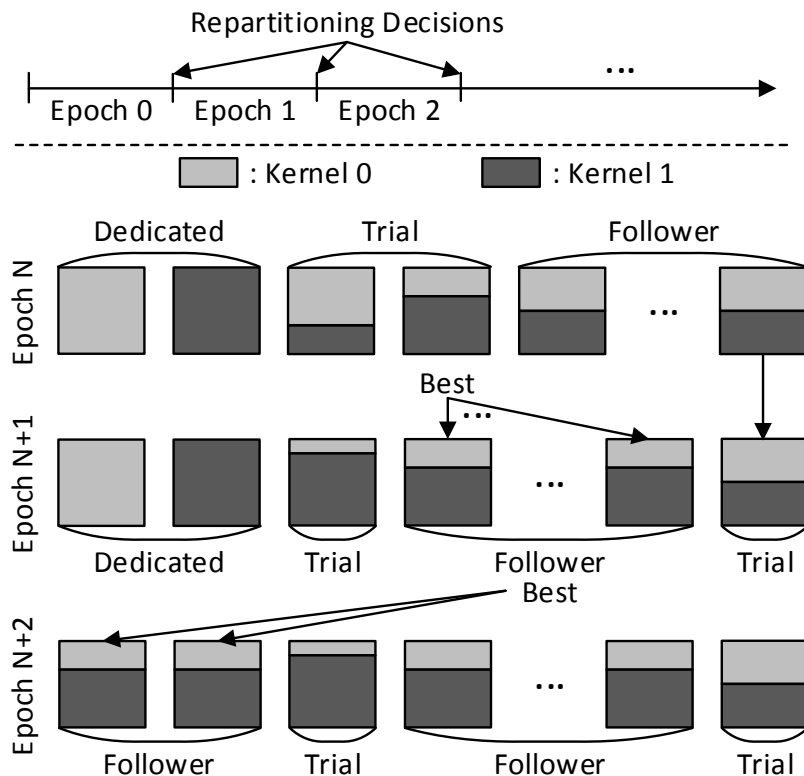 Repartitioning Decisions
...
Epoch 0 Epoch 1 Epoch 2
: Kernel 0 : Kernel 1
Dedicated Trial Follower
Epoch N
...
Best
...
Epoch N+1
...
Dedicated Trial Follower Trial
Best
Epoch N+2
...
Follower Trial Follower Trial